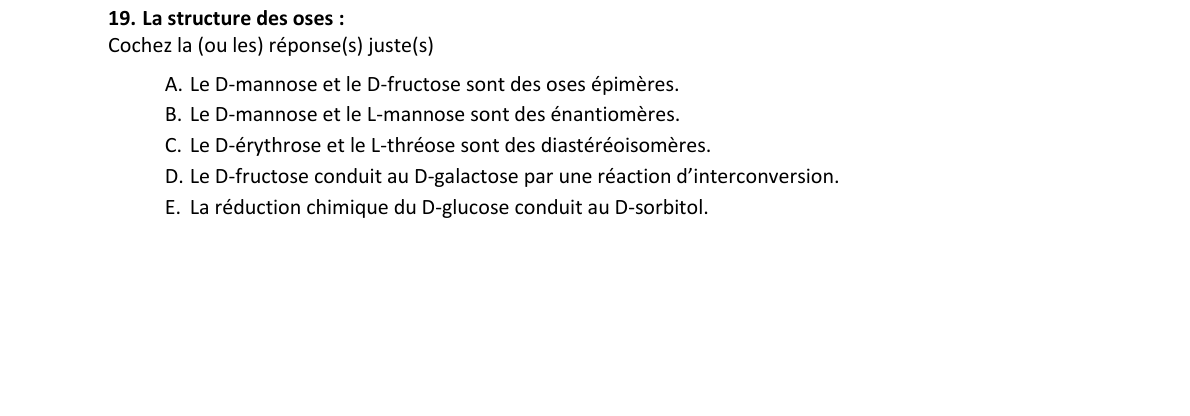 19. La structure des oses :
Cochez la (ou les) réponse(s) juste(s)
A. Le D-mannose et le D-fructose sont des oses épimères.
B. Le D-mannose et le L-mannose sont des énantiomères.
C. Le D-érythrose et le L-thréose sont des diastéréoisomères.
D. Le D-fructose conduit au D-galactose par une réaction d’interconversion.
E. La réduction chimique du D-glucose conduit au D-sorbitol.